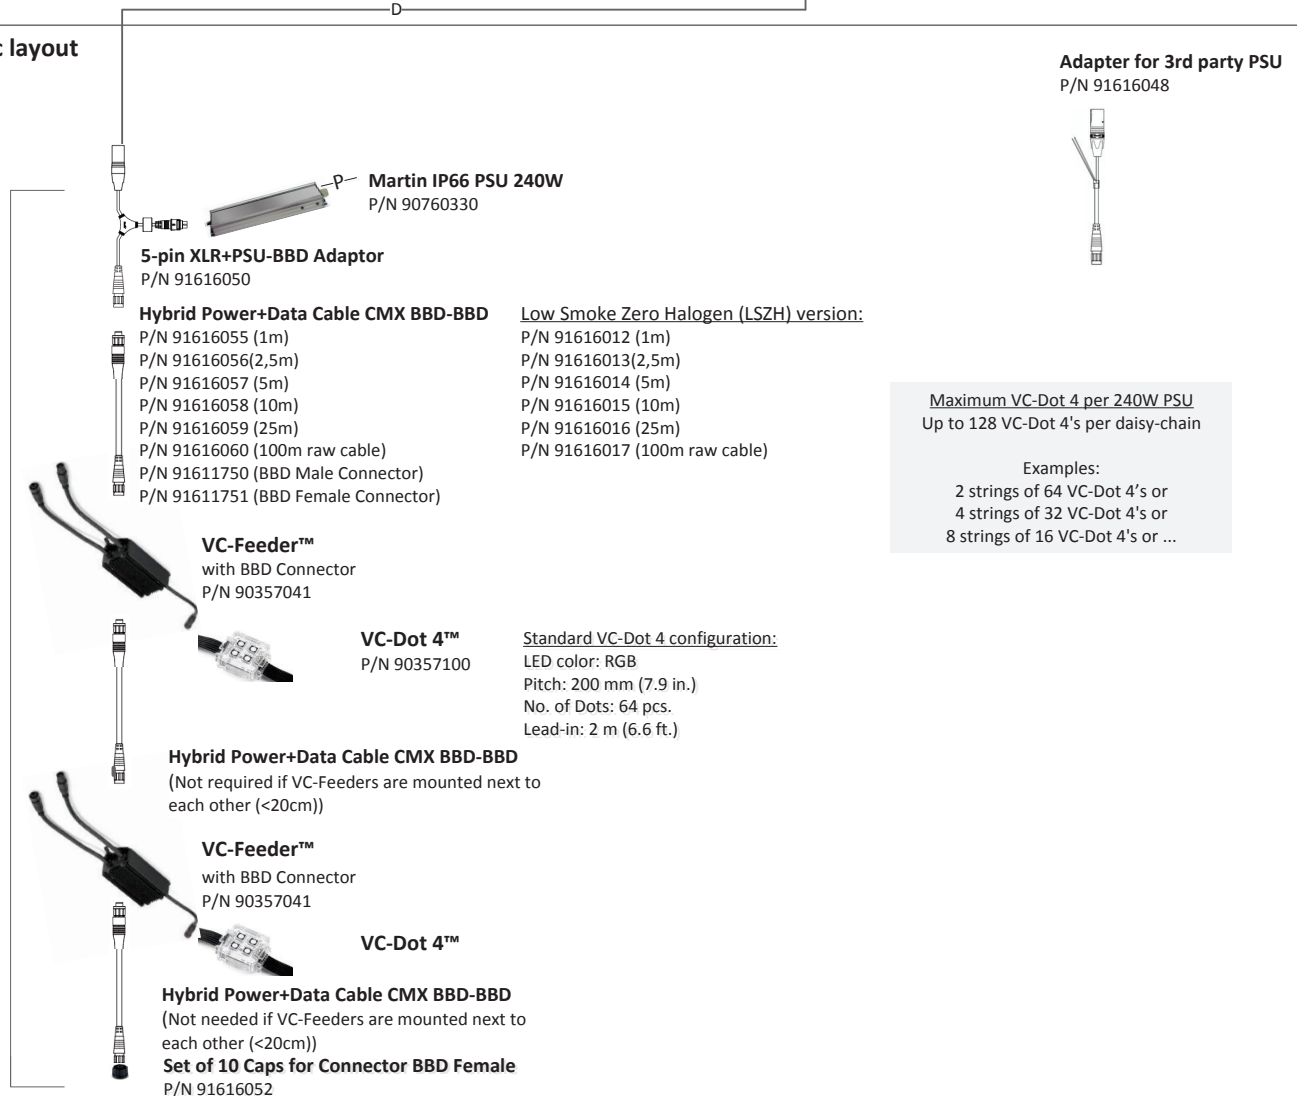 D
c layout
Adapter for 3rd party PSU
P/N 91616048
P
Martin IP66 PSU 240W
P/N 90760330
5-pin XLR+PSU-BBD Adaptor
P/N 91616050
Hybrid Power+Data Cable CMX BBD-BBD
P/N 91616055 (1m)
P/N 91616056(2,5m)
P/N 91616057 (5m)
P/N 91616058 (10m)
P/N 91616059 (25m)
P/N 91616060 (100m raw cable)
P/N 91611750 (BBD Male Connector)
P/N 91611751 (BBD Female Connector)
Low Smoke Zero Halogen (LSZH) version:
P/N 91616012 (1m)
P/N 91616013(2,5m)
P/N 91616014 (5m)
P/N 91616015 (10m)
P/N 91616016 (25m)
P/N 91616017 (100m raw cable)
Maximum VC-Dot 4 per 240W PSU
Up to 128 VC-Dot 4's per daisy-chain
Examples:
2 strings of 64 VC-Dot 4’s or
4 strings of 32 VC-Dot 4's or
8 strings of 16 VC-Dot 4's or ...
VC-Feeder™
with BBD Connector
P/N 90357041
VC-Dot 4™
P/N 90357100
Standard VC-Dot 4 configuration:
LED color: RGB
Pitch: 200 mm (7.9 in.)
No. of Dots: 64 pcs.
Lead-in: 2 m (6.6 ft.)
Hybrid Power+Data Cable CMX BBD-BBD
(Not required if VC-Feeders are mounted next to
each other (<20cm))
VC-Feeder™
with BBD Connector
P/N 90357041
VC-Dot 4™
Hybrid Power+Data Cable CMX BBD-BBD
(Not needed if VC-Feeders are mounted next to
each other (<20cm))
Set of 10 Caps for Connector BBD Female
P/N 91616052